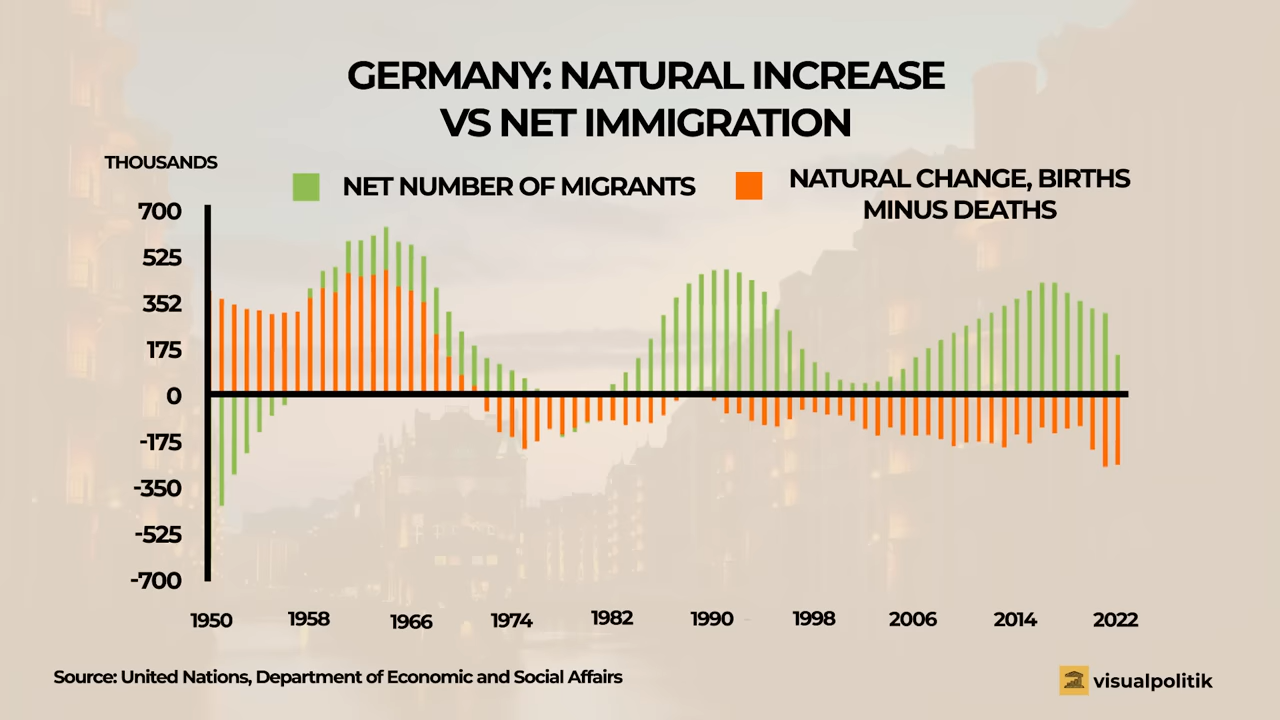 GERMANY: NATURAL INCREASE
VS NET IMMIGRATION
THOUSANDS
NET NUMBER OF MIGRANTS
NATURAL CHANGE, BIRTHS
MINUS DEATHS
700
525
352
175
0
-175
-350
-525
-700
1950 1958 1966 1974 1982 1990 1998 2006 2014 2022
Source: United Nations, Department of Economic and Social Affairs
visualpolitik